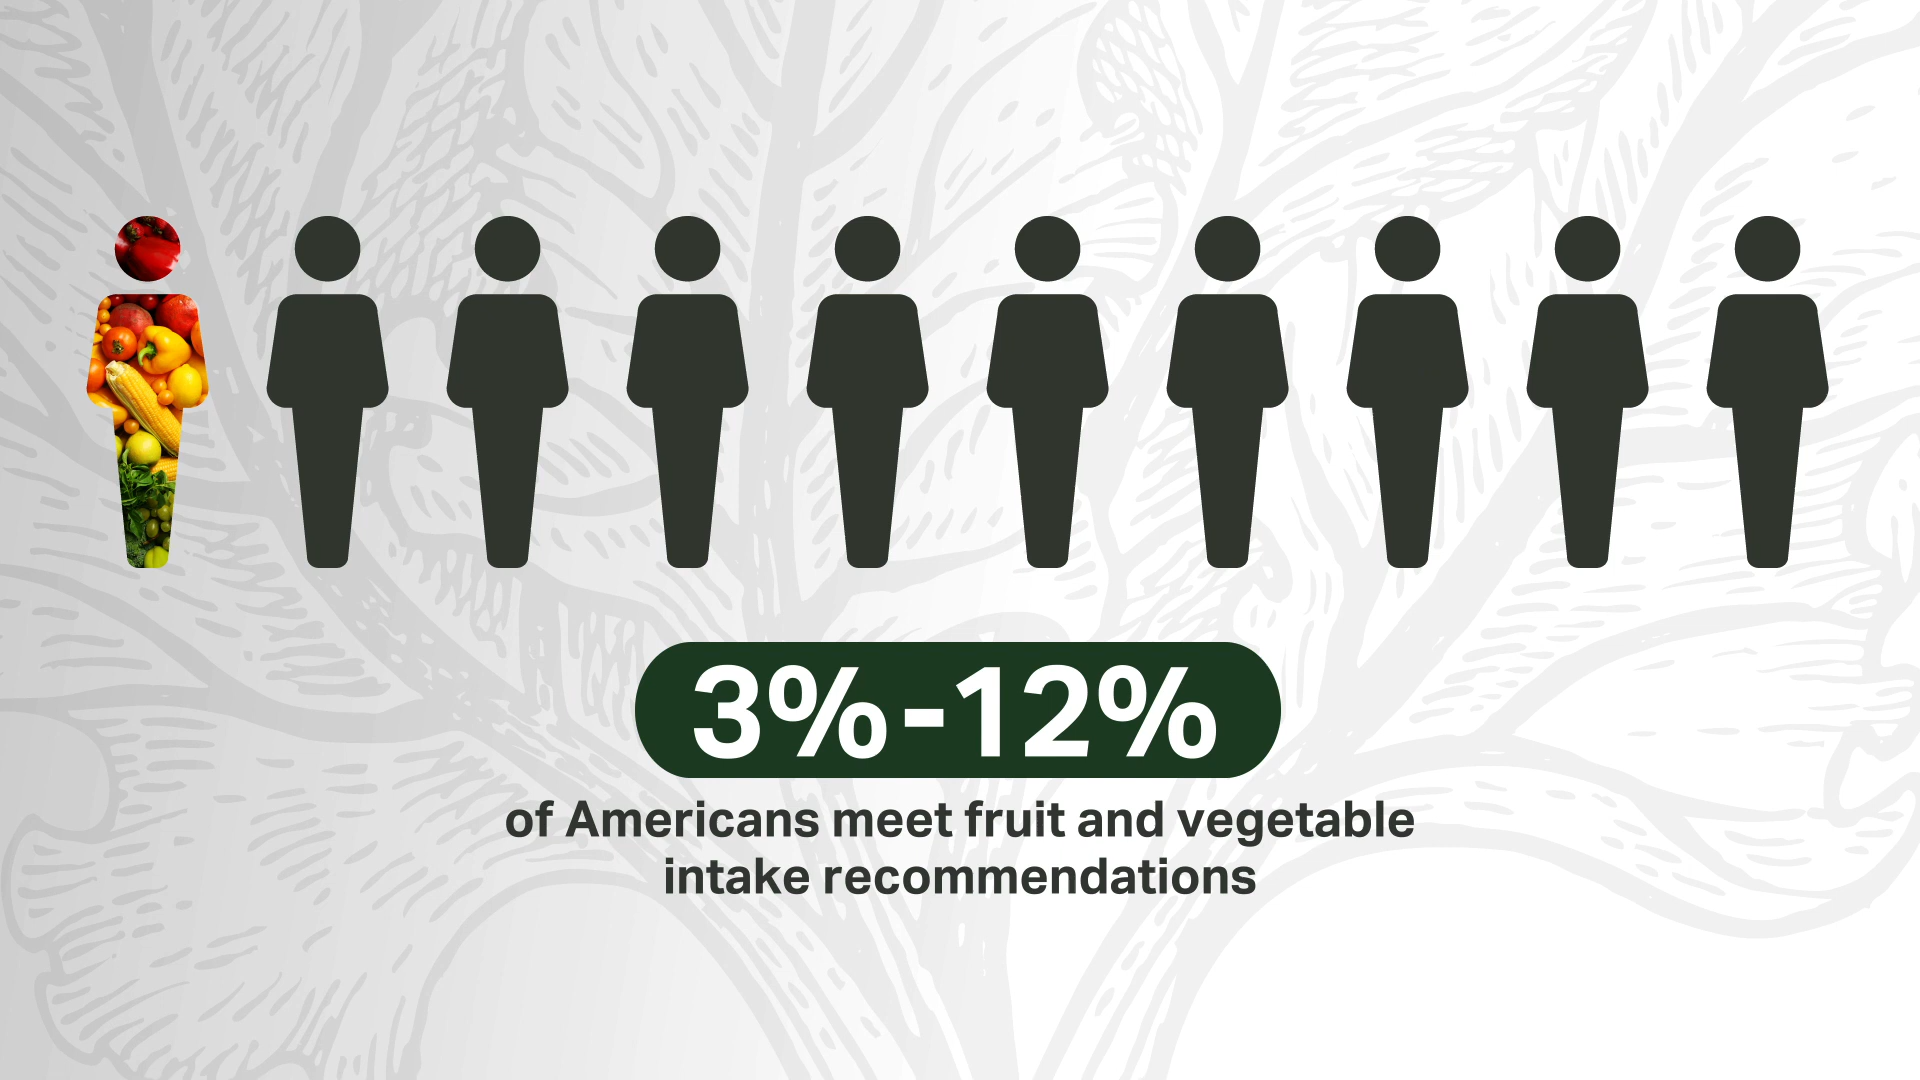 3%-12%
of Americans meet fruit and vegetable
intake recommendations